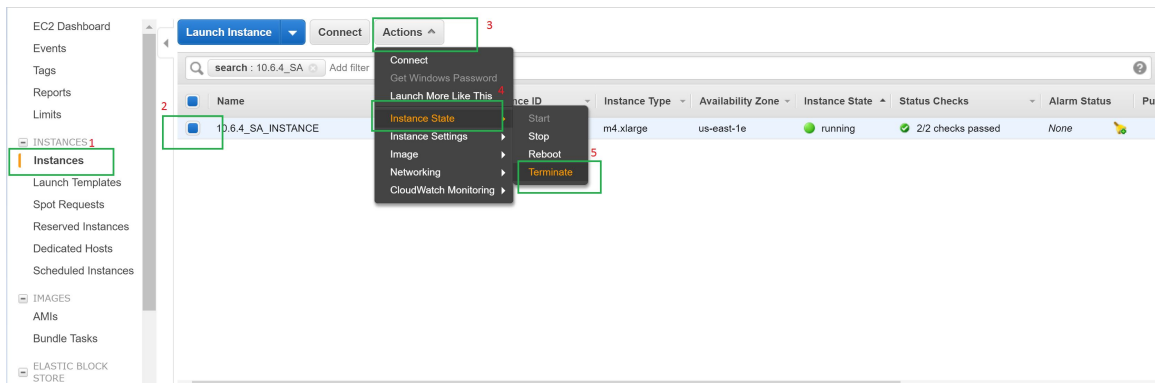 EC2 Dashboard
Events
Tags
Reports
Limits
INSTANCES 1
Instances
Launch Templates
Spot Requests
Reserved Instances
Dedicated Hosts
Scheduled Instances
IMAGES
AMIs
Bundle Tasks
ELASTIC BLOCK
STORE
Launch Instance Connect Actions 3
search : 10.6.4_SA Add filter
2 Name nce ID Instance Type Availability Zone Instance State Status Checks Alarm Status Pu
10.6.4_SA_INSTANCE m4.xlarge us-east-1e running 2/2 checks passed None
Connect
Get Windows Password
Launch More Like This 4
Instance State
Instance Settings
Image
Networking
CloudWatch Monitoring
Start
Stop
Reboot 5
Terminate